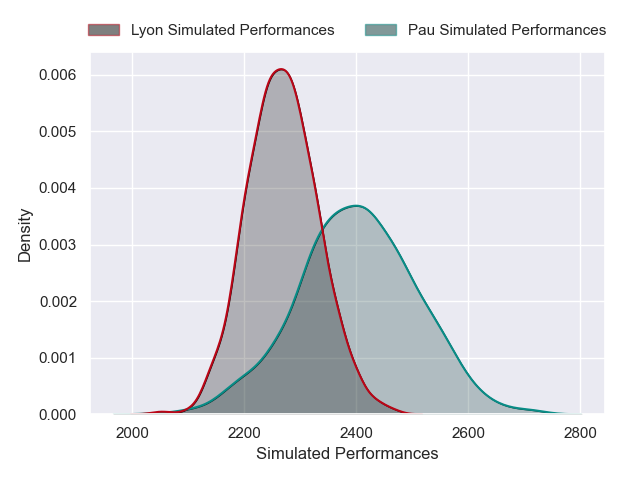 Lyon Simulated Performances Pau Simulated Performances
0.006
0.005
0.004
0.003
0.002
0.001
0.000
Density
2000 2200 2400 2600 2800
Simulated Performances